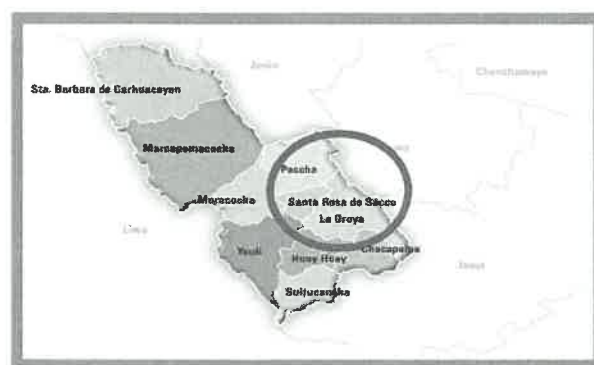 Junín
Chanchamayo
Sta. Barbara de Carhuacayan
Marcapomacocha
Paccha
Morococha
Santa Rosa de Sacco
La Oroya
Lima
Yauli
Chacapalpa
Huay Huay
Jauja
Suitucancha